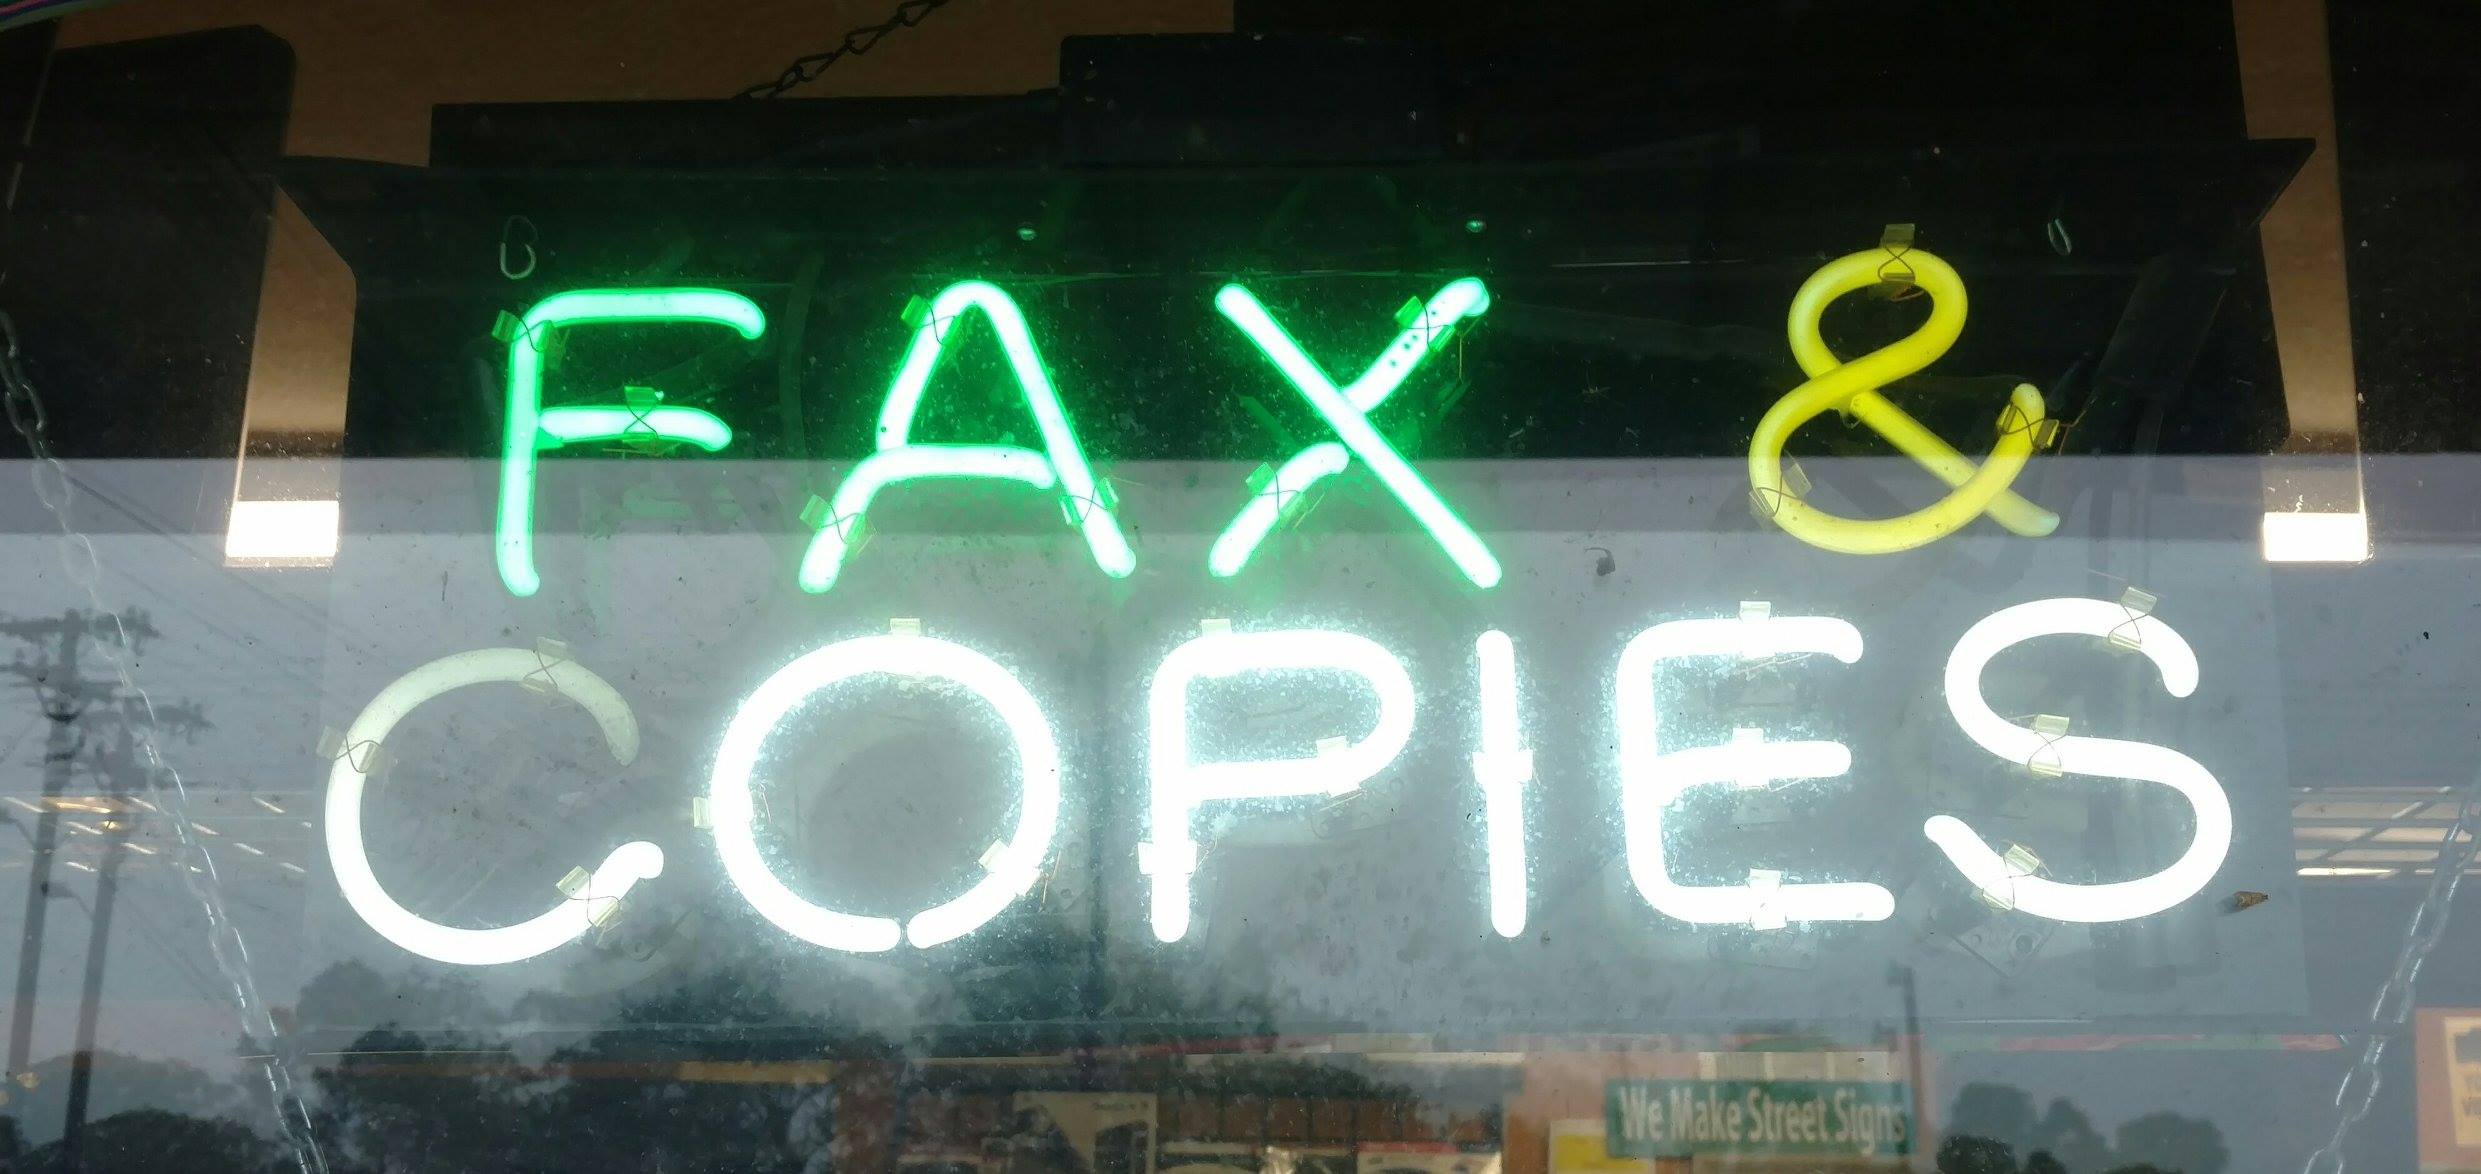 FAX &
COPIES
We Make Street Signs